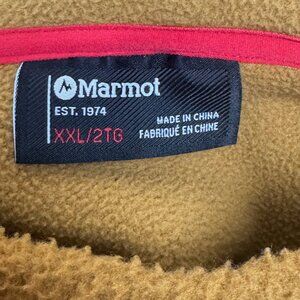 Marmot
EST. 1974
XXL/2TG
MADE IN CHINA
FABRIQUÉ EN CHINE